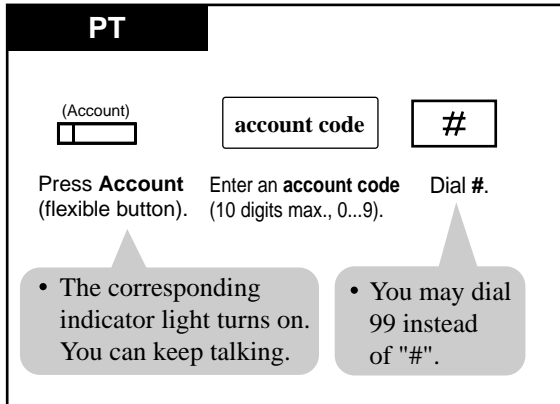 PT
(Account)
account code
#
Press Account
(flexible button).
Enter an account code
(10 digits max., 0...9).
Dial #.
• The corresponding
indicator light turns on.
You can keep talking.
• You may dial
99 instead
of "#".